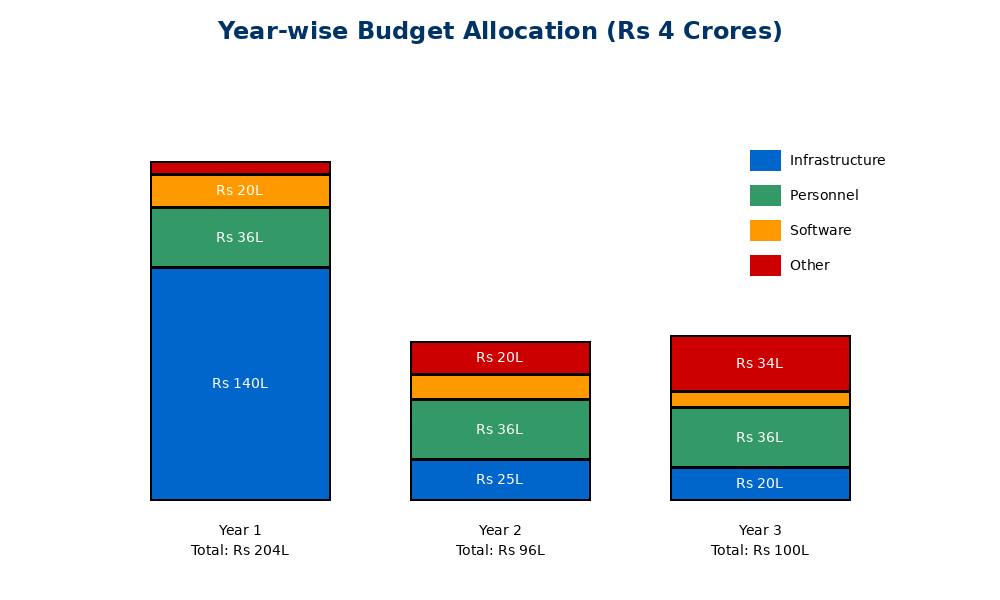 Year-wise Budget Allocation (Rs 4 Crores)
Infrastructure
Personnel
Software
Other
Rs 20L
Rs 36L
Rs 140L
Rs 20L
Rs 36L
Rs 25L
Rs 34L
Rs 36L
Rs 20L
Year 1
Total: Rs 204L
Year 2
Total: Rs 96L
Year 3
Total: Rs 100L